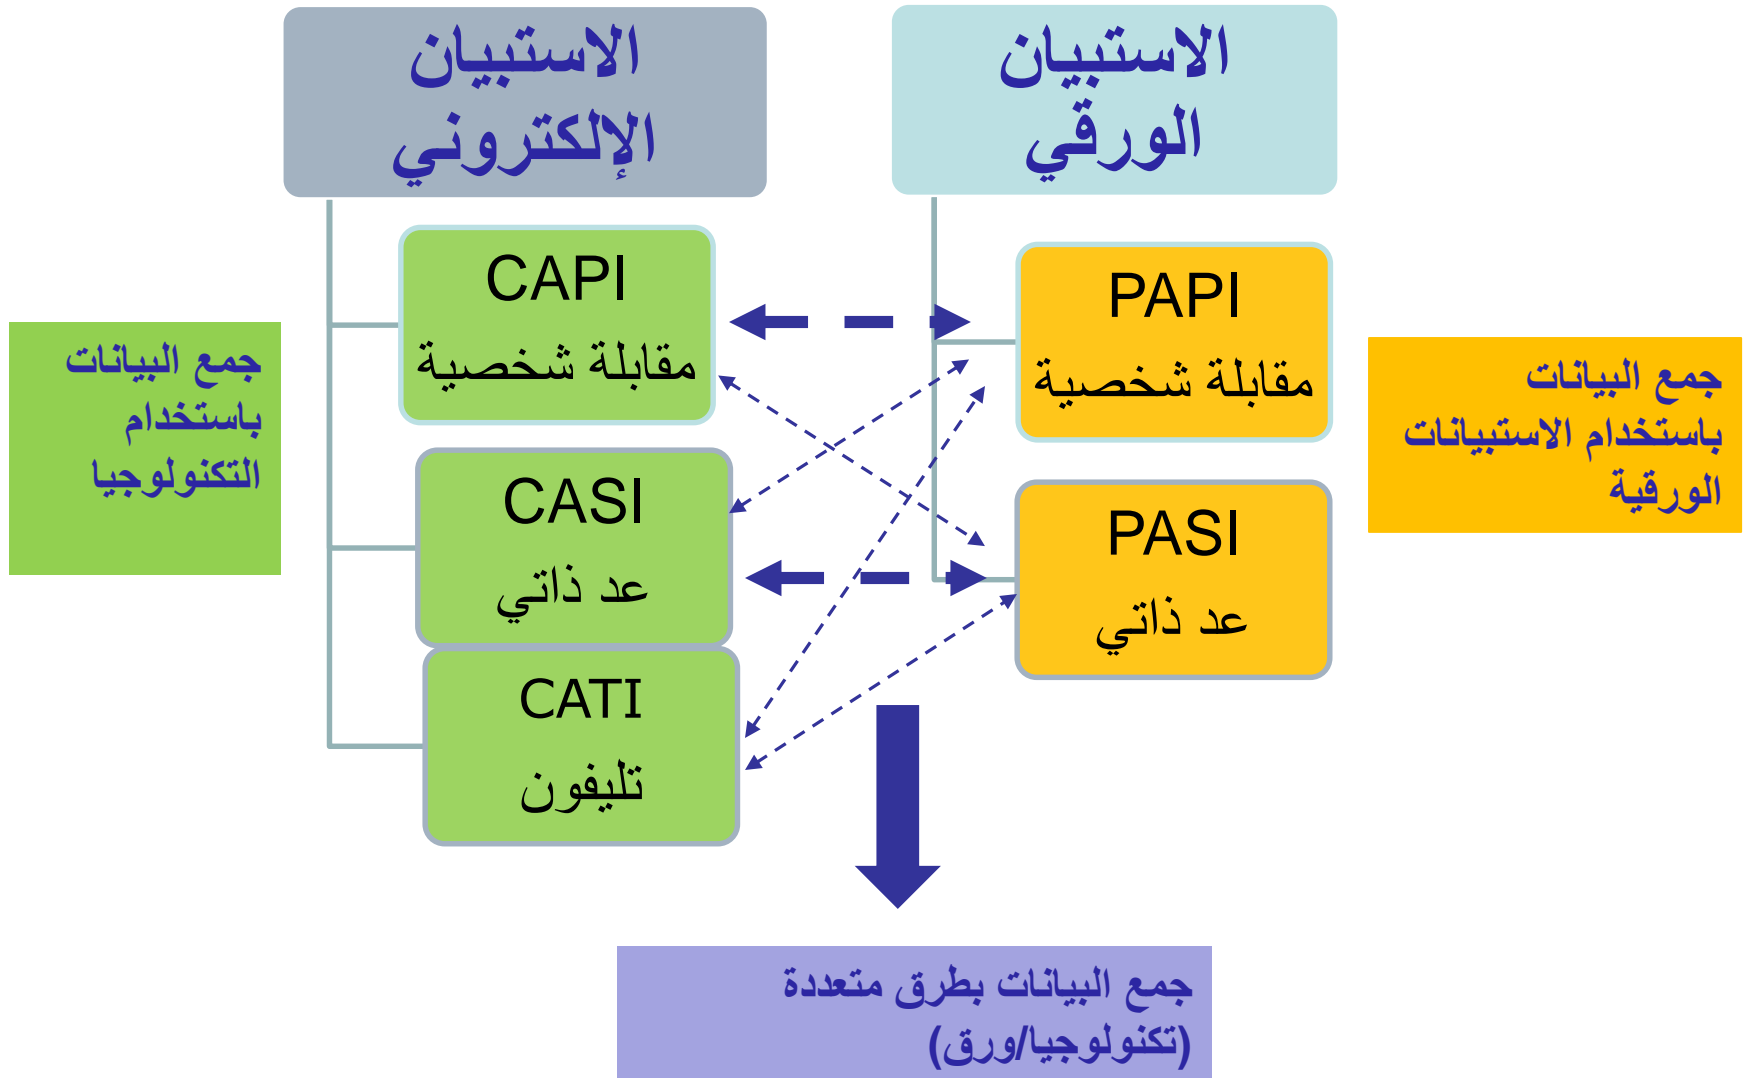 الاستبيان
الورقي
PAPI
مقابلة شخصية
PASI
عد ذاتي
جمع البيانات
باستخدام الاستبيانات
الورقية
الاستبيان
الإلكتروني
CAPI
مقابلة شخصية
CASI
عد ذاتي
CATI
تليفون
جمع البيانات
باستخدام
التكنولوجيا
جمع البيانات بطرق متعددة
(تكنولوجيا/ورق)